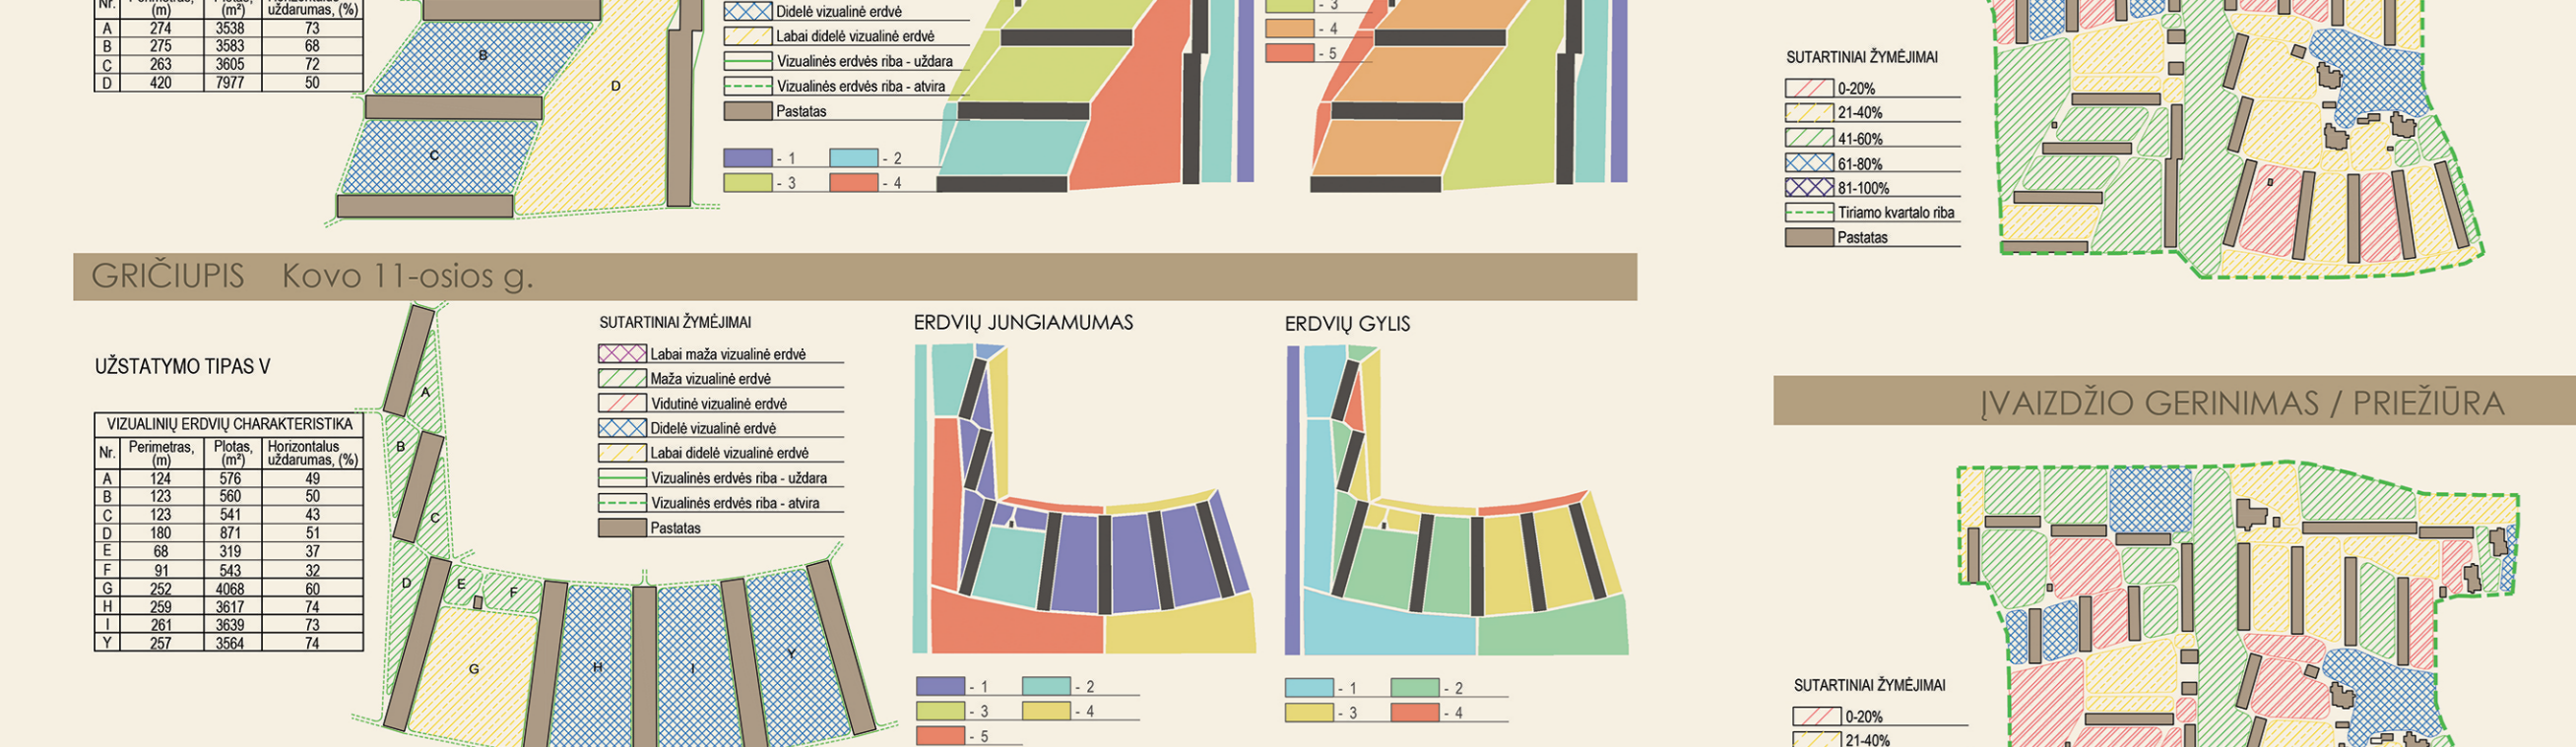 Nr. Perimetras, (m) Plotas, (m²) Horizontalus uždarumas, (%)
A 274 3538 73
B 275 3583 68
C 263 3605 72
D 420 7977 50
B
C
D
Didelė vizualinė erdvė
Labai didelė vizualinė erdvė
Vizualinės erdvės riba - uždara
Vizualinės erdvės riba - atvira
Pastatas
- 1 - 2
- 3 - 4
- 3
- 4
- 5
SUTARTINIAI ŽYMĖJIMAI
0-20%
21-40%
41-60%
61-80%
81-100%
Tiriamo kvartalo riba
Pastatas
GRIČIUPIS Kovo 11-osios g.
UŽSTATYMO TIPAS V
VIZUALINIŲ ERDVIŲ CHARAKTERISTIKA
Nr. Perimetras, (m) Plotas, (m²) Horizontalus uždarumas, (%)
A 124 576 49
B 123 560 50
C 123 541 43
D 180 871 51
E 68 319 37
F 91 543 32
G 252 4068 60
H 259 3617 74
I 261 3639 73
Y 257 3564 74
A
B
C
D
E
F
G
H
I
Y
SUTARTINIAI ŽYMĖJIMAI
Labai maža vizualinė erdvė
Maža vizualinė erdvė
Vidutinė vizualinė erdvė
Didelė vizualinė erdvė
Labai didelė vizualinė erdvė
Vizualinės erdvės riba - uždara
Vizualinės erdvės riba - atvira
Pastatas
ERDVIŲ JUNGIAMUMAS
- 1 - 2
- 3 - 4
- 5
ERDVIŲ GYLIS
- 1 - 2
- 3 - 4
ĮVAIZDŽIO GERINIMAS / PRIEŽIŪRA
SUTARTINIAI ŽYMĖJIMAI
0-20%
21-40%